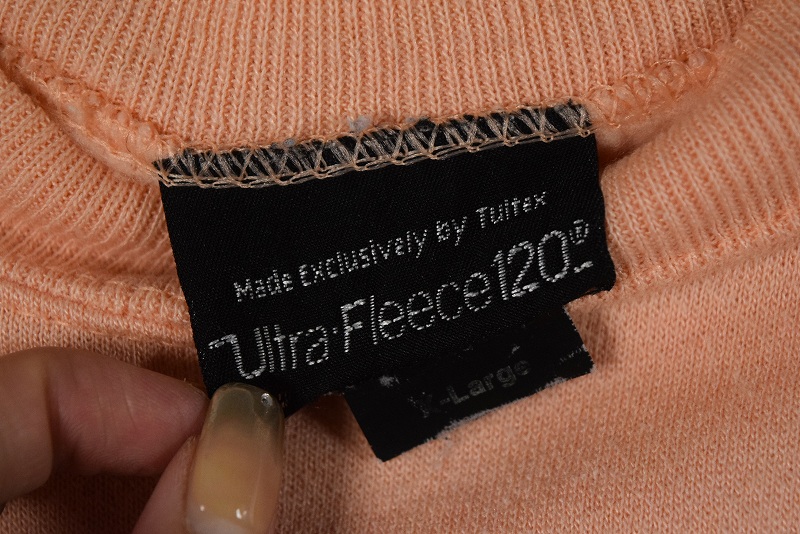 Made Exclusively by Tultex
Ultra·Fleece120®
X-Large